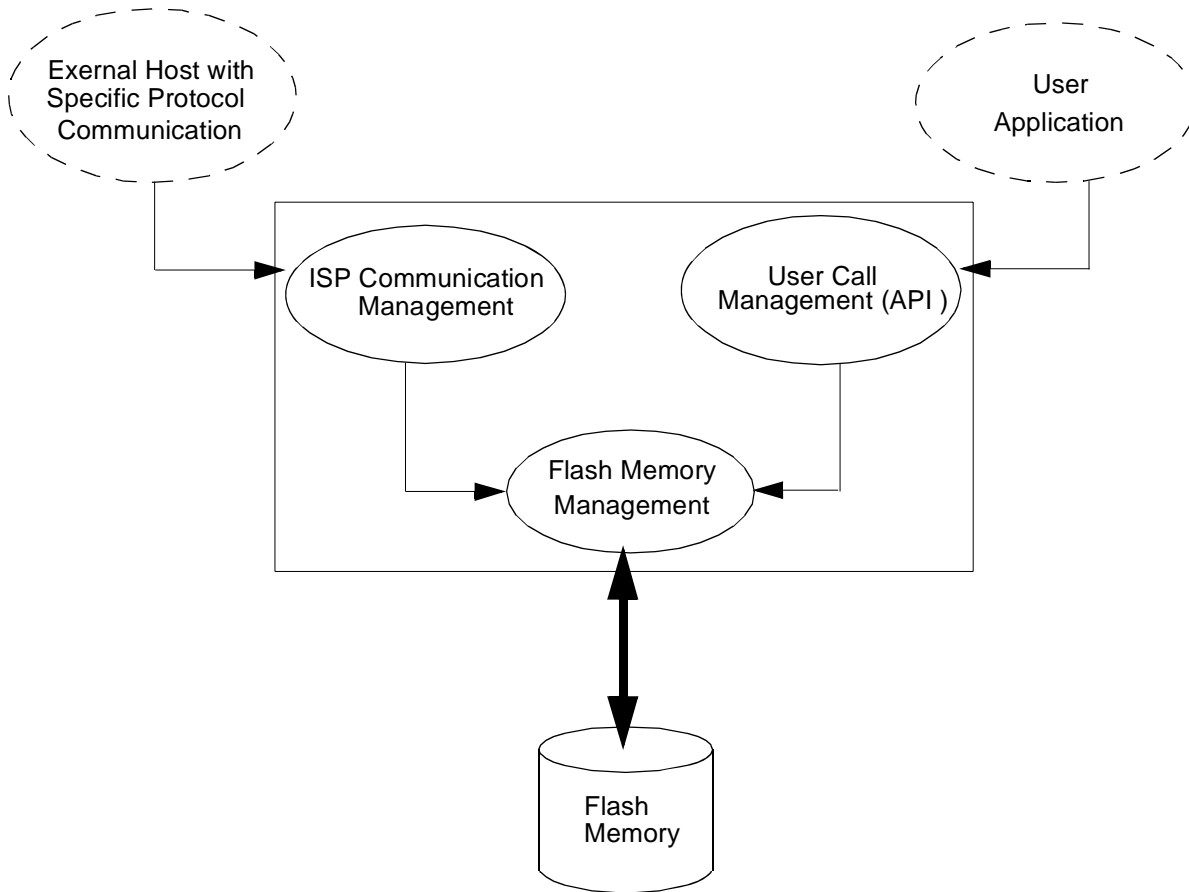 Exernal Host with
Specific Protocol
Communication
User
Application
ISP Communication
Management
User Call
Management (API )
Flash Memory
Management
Flash
Memory